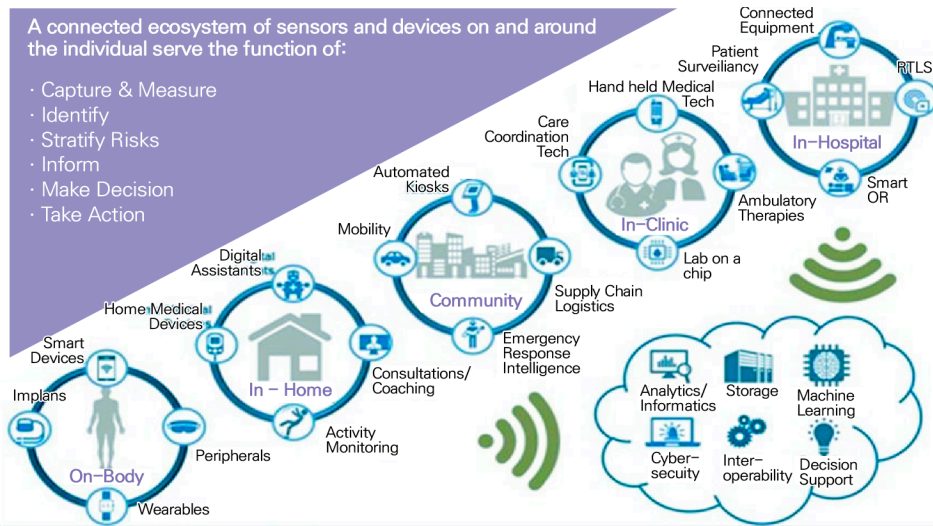 A connected ecosystem of sensors and devices on and around
the individual serve the function of:
· Capture & Measure
· Identify
· Stratify Risks
· Inform
· Make Decision
· Take Action
Connected
Equipment
Patient
Surveiliancy
RTLS
In-Hospital
Smart
OR
Hand held Medical
Tech
Care
Coordination
Tech
In-Clinic
Ambulatory
Therapies
Lab on a
chip
Automated
Kiosks
Mobility
Community
Supply Chain
Logistics
Emergency
Response
Intelligence
Digital
Assistants
Home Medical
Devices
In - Home
Consultations/
Coaching
Activity
Monitoring
Smart
Devices
Implans
On-Body
Peripherals
Wearables
Analytics/
Informatics
Storage
Machine
Learning
Cyber-
secuity
Inter-
operability
Decision
Support